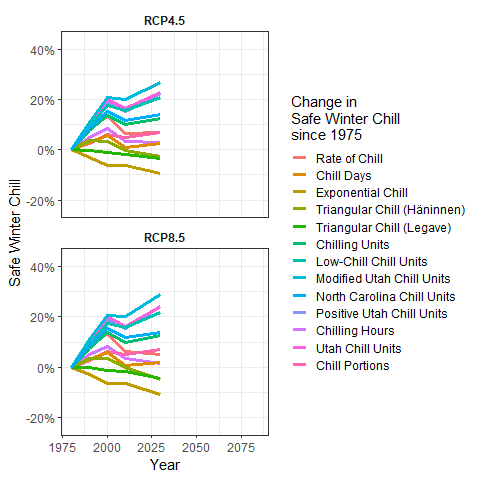 RCP4.5
40%
20%
0%
-20%
RCP8.5
40%
20%
0%
-20%
1975 2000 2025 2050 2075
Year
Safe Winter Chill
Change in
Safe Winter Chill
since 1975
Rate of Chill
Chill Days
Exponential Chill
Triangular Chill (Häninnen)
Triangular Chill (Legave)
Chilling Units
Low-Chill Chill Units
Modified Utah Chill Units
North Carolina Chill Units
Positive Utah Chill Units
Chilling Hours
Utah Chill Units
Chill Portions